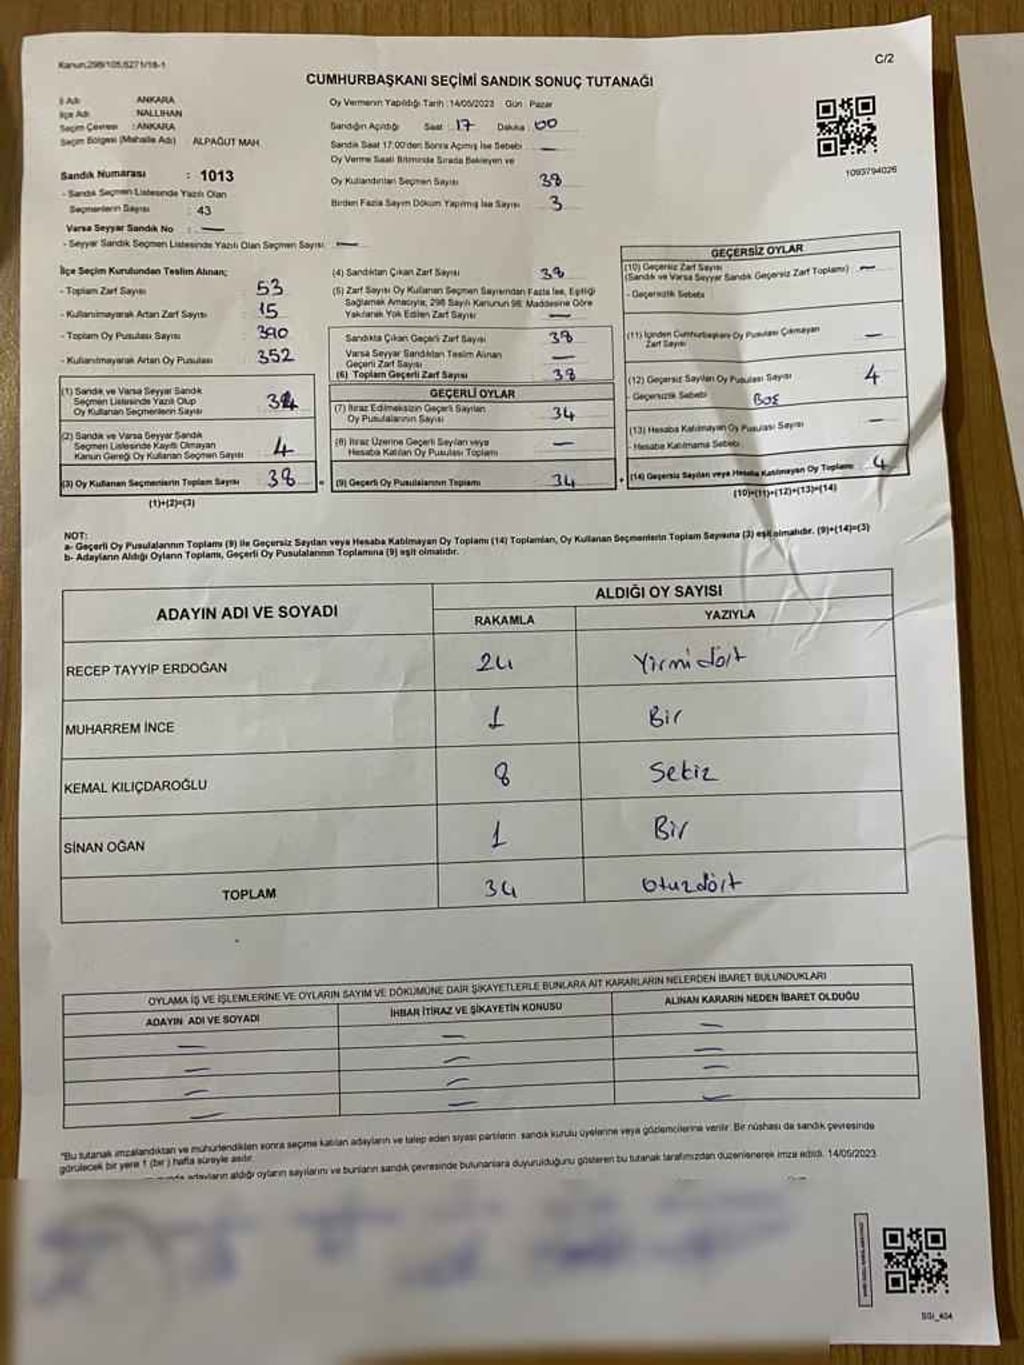 Kanun:298/105,6271/18-1
C/2
CUMHURBAŞKANI SEÇİMİ SANDIK SONUÇ TUTANAĞI
İl Adı : ANKARA
İlçe Adı : NALLIHAN
Seçim Çevresi : ANKARA
Seçim Bölgesi (Mahalle Adı) ALPAĞUT MAH.
Sandık Numarası : 1013
- Sandık Seçmen Listesinde Yazılı Olan
Seçmenlerin Sayısı : 43
Varsa Seyyar Sandık No : —
- Seyyar Sandık Seçmen Listesinde Yazılı Olan Seçmen Sayısı : —
Oy Vermenin Yapıldığı Tarih :14/05/2023 Gün : Pazar
Sandığın Açıldığı Saat : 17 Dakika : 00
Sandık Saat 17:00'den Sonra Açılmış İse Sebebi : —
Oy Verme Saati Bitiminde Sırada Bekleyen ve
Oy Kullandırılan Seçmen Sayısı 38
Birden Fazla Sayım Döküm Yapılmış İse Sayısı 3
1093794026
İlçe Seçim Kurulundan Teslim Alınan;
- Toplam Zarf Sayısı : 53
- Kullanılmayarak Artan Zarf Sayısı : 15
- Toplam Oy Pusulası Sayısı : 390
- Kullanılmayarak Artan Oy Pusulası : 352
(1) Sandık ve Varsa Seyyar Sandık
Seçmen Listesinde Yazılı Olup
Oy Kullanan Seçmenlerin Sayısı 34
(2) Sandık ve Varsa Seyyar Sandık
Seçmen Listesinde Kayıtlı Olmayan
Kanun Gereği Oy Kullanan Seçmen Sayısı 4
(3) Oy Kullanan Seçmenlerin Toplam Sayısı 38
(1)+(2)=(3)
(4) Sandıktan Çıkan Zarf Sayısı 38
(5) Zarf Sayısı Oy Kullanan Seçmen Sayısından Fazla İse, Eşitliği
Sağlamak Amacıyla, 298 Sayılı Kanunun 98. Maddesine Göre
Yakılarak Yok Edilen Zarf Sayısı —
Sandıkta Çıkan Geçerli Zarf Sayısı 38
Varsa Seyyar Sandıktan Teslim Alınan
Geçerli Zarf Sayısı —
(6) Toplam Geçerli Zarf Sayısı 38
GEÇERLİ OYLAR
(7) İtiraz Edilmeksizin Geçerli Sayılan
Oy Pusulalarının Sayısı 34
(8) İtiraz Üzerine Geçerli Sayılan veya
Hesaba Katılan Oy Pusulası Toplamı —
(9) Geçerli Oy Pusulalarının Toplamı 34
GEÇERSİZ OYLAR
(10) Geçersiz Zarf Sayısı
(Sandık ve Varsa Seyyar Sandık Geçersiz Zarf Toplamı) —
- Geçersizlik Sebebi
(11) İçinden Cumhurbaşkanı Oy Pusulası Çıkmayan
Zarf Sayısı —
(12) Geçersiz Sayılan Oy Pusulası Sayısı 4
- Geçersizlik Sebebi BOŞ
(13) Hesaba Katılmayan Oy Pusulası Sayısı —
- Hesaba Katılmama Sebebi
(14) Geçersiz Sayılan veya Hesaba Katılmayan Oy Toplamı 4
(10)+(11)+(12)+(13)=(14)
NOT:
a- Geçerli Oy Pusulalarının Toplamı (9) ile Geçersiz Sayılan veya Hesaba Katılmayan Oy Toplamı (14) Toplamları, Oy Kullanan Seçmenlerin Toplam Sayısına (3) eşit olmalıdır. (9)+(14)=(3)
b- Adayların Aldığı Oyların Toplamı, Geçerli Oy Pusulalarının Toplamına (9) eşit olmalıdır.
ADAYIN ADI VE SOYADI
ALDIĞI OY SAYISI
RAKAMLA YAZIYLA
RECEP TAYYİP ERDOĞAN 24 Yirmidört
MUHARREM İNCE 1 Bir
KEMAL KILIÇDAROĞLU 8 Sekiz
SİNAN OĞAN 1 Bir
TOPLAM 34 Otuzdört
OYLAMA İŞ VE İŞLEMLERİNE VE OYLARIN SAYIM VE DÖKÜMÜNE DAİR ŞİKAYETLERLE BUNLARA AİT KARARLARIN NELERDEN İBARET BULUNDUKLARI
ADAYIN ADI VE SOYADI İHBAR İTİRAZ VE ŞİKAYETİN KONUSU ALINAN KARARIN NEDEN İBARET OLDUĞU
— — —
— — —
— — —
— — —
"Bu tutanak imzalandıktan ve mühürlendikten sonra seçime katılan adayların ve talep eden siyasi partilerin sandık kurulu üyelerine veya gözlemcilerine verilir. Bir nüshası da sandık çevresinde
görülecek bir yere 1 (bir) hafta süreyle asılır.
adayların aldığı oyların sayılarını ve bunların sandık çevresinde bulunanlara duyurulduğunu gösteren bu tutanak tarafımızdan düzenlenerek imza edildi. 14/05/2023